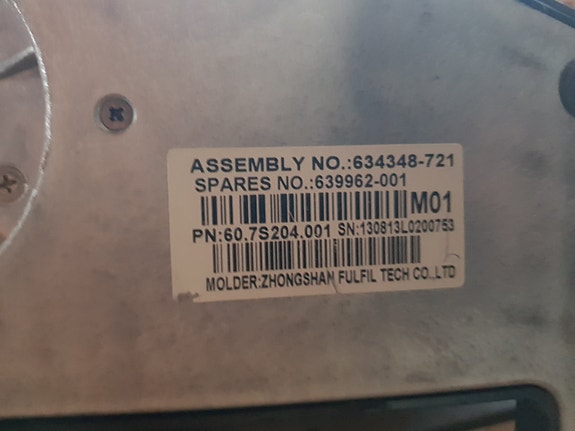 ASSEMBLY NO.:634348-721
SPARES NO.:639962-001
M01
PN:60.7S204.001 SN:130813L0200753
MOLDER:ZHONGSHAN FULFIL TECH CO.,LTD